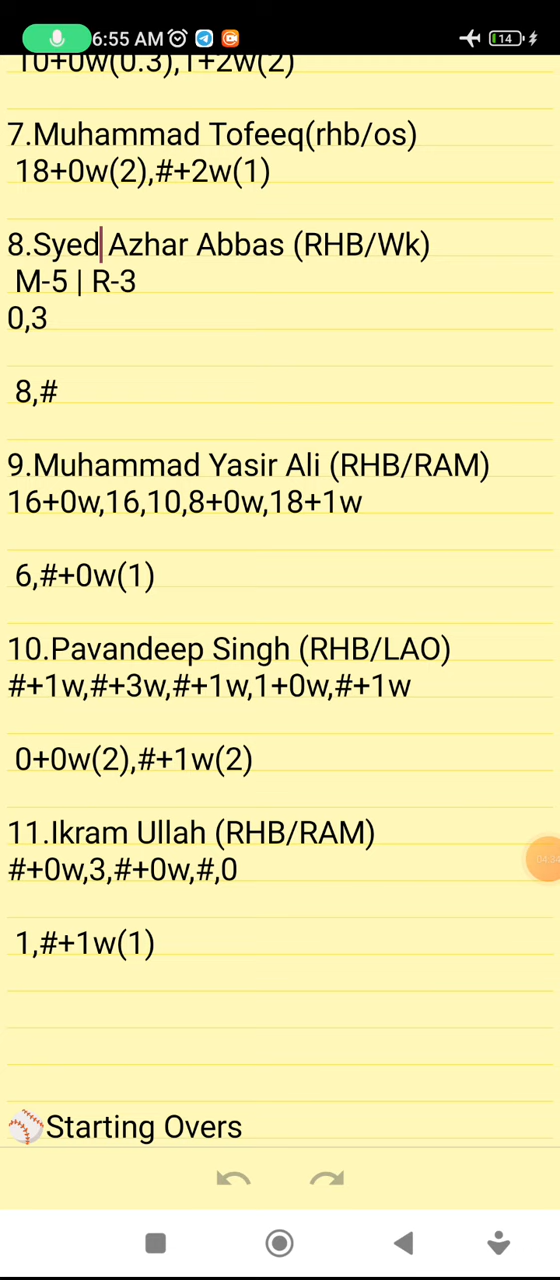 6:55 AM
14
10+0w(0.3),1+2w(2)
7.Muhammad Tofeeq(rhb/os)
18+0w(2),#+2w(1)
8.Syed Azhar Abbas (RHB/Wk)
M-5 | R-3
0,3
8,#
9.Muhammad Yasir Ali (RHB/RAM)
16+0w,16,10,8+0w,18+1w
6,#+0w(1)
10.Pavandeep Singh (RHB/LAO)
#+1w,#+3w,#+1w,1+0w,#+1w
0+0w(2),#+1w(2)
11.Ikram Ullah (RHB/RAM)
#+0w,3,#+0w,#,0
04:34
1,#+1w(1)
⚾Starting Overs